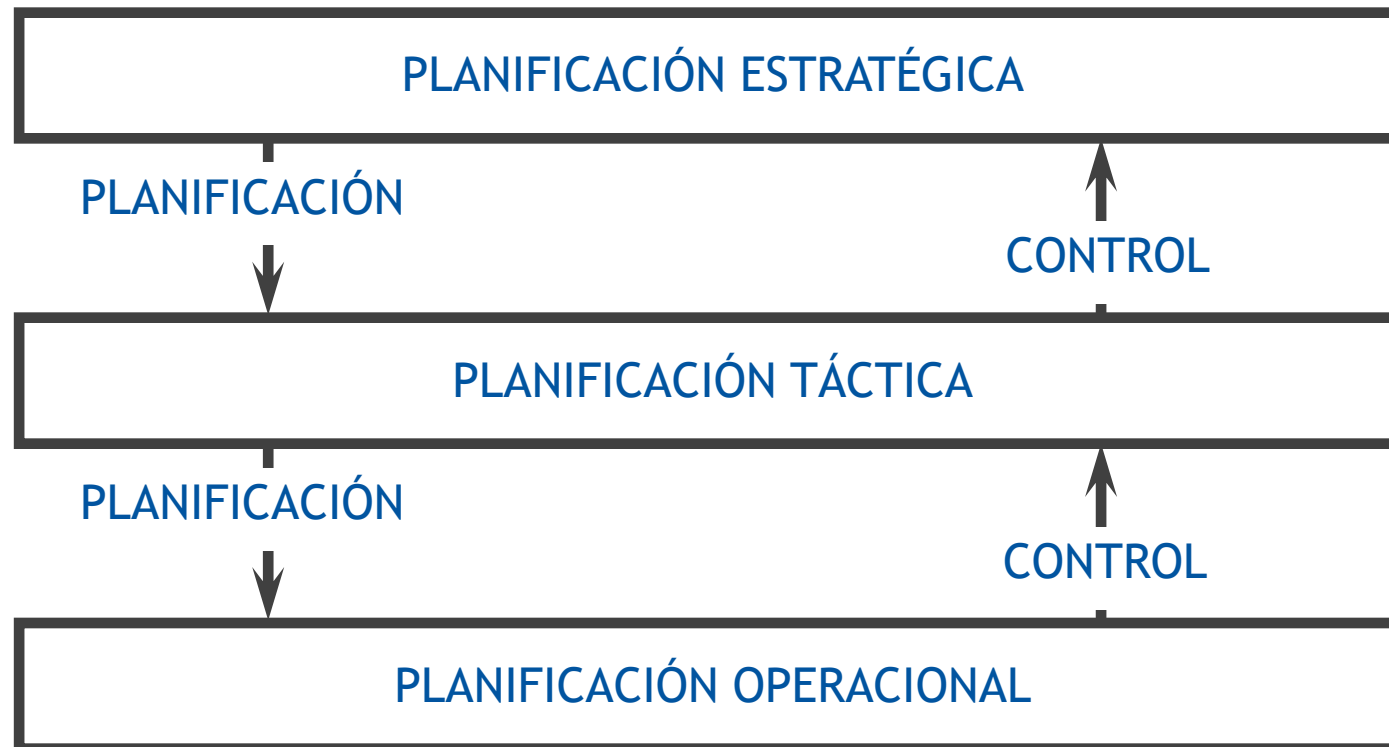 PLANIFICACIÓN ESTRATÉGICA
PLANIFICACIÓN
CONTROL
PLANIFICACIÓN TÁCTICA
PLANIFICACIÓN
CONTROL
PLANIFICACIÓN OPERACIONAL